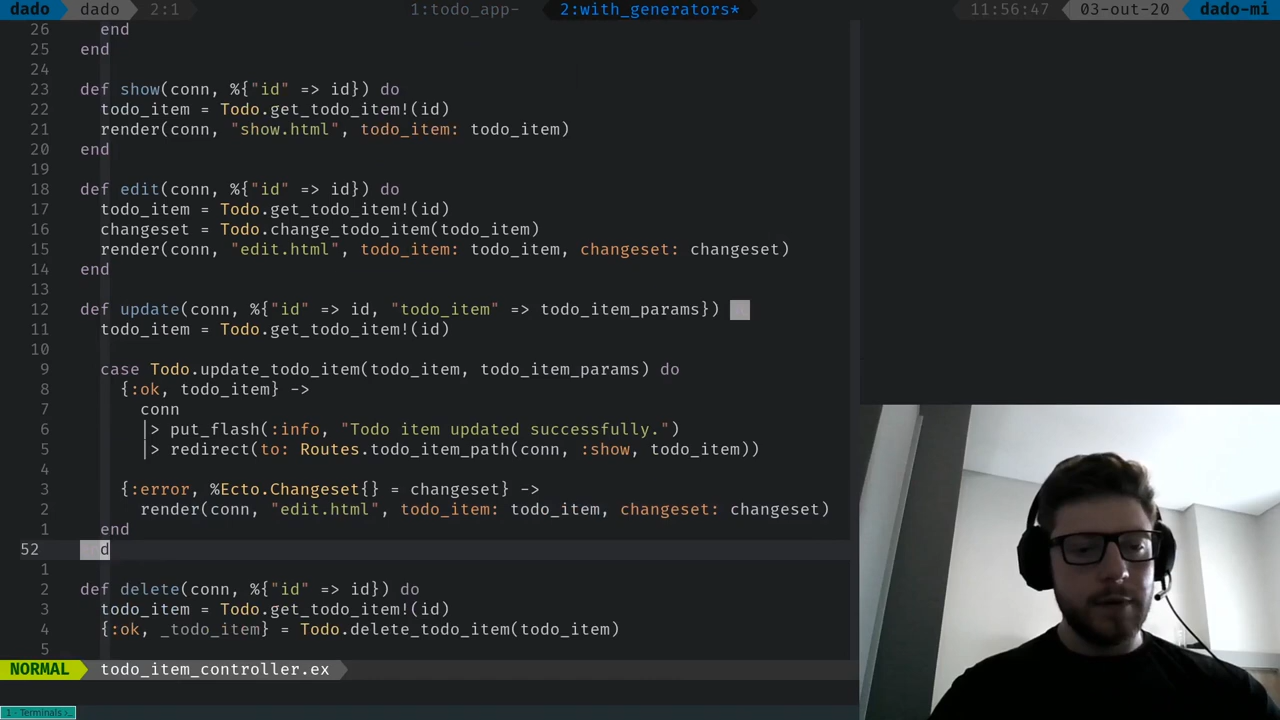 dado dado 2:1 1:todo_app- 2:with_generators* 11:56:47 03-out-20 dado-mi
26 end
25 end
24
23 def show(conn, %{"id" => id}) do
22 todo_item = Todo.get_todo_item!(id)
21 render(conn, "show.html", todo_item: todo_item)
20 end
19
18 def edit(conn, %{"id" => id}) do
17 todo_item = Todo.get_todo_item!(id)
16 changeset = Todo.change_todo_item(todo_item)
15 render(conn, "edit.html", todo_item: todo_item, changeset: changeset)
14 end
13
12 def update(conn, %{"id" => id, "todo_item" => todo_item_params})
11 todo_item = Todo.get_todo_item!(id)
10
9 case Todo.update_todo_item(todo_item, todo_item_params) do
8 {:ok, todo_item} ->
7 conn
6 |> put_flash(:info, "Todo item updated successfully.")
5 |> redirect(to: Routes.todo_item_path(conn, :show, todo_item))
4
3 {:error, %Ecto.Changeset{} = changeset} ->
2 render(conn, "edit.html", todo_item: todo_item, changeset: changeset)
1 end
52 d
1
2 def delete(conn, %{"id" => id}) do
3 todo_item = Todo.get_todo_item!(id)
4 {:ok, _todo_item} = Todo.delete_todo_item(todo_item)
5
NORMAL todo_item_controller.ex
1 - Terminals >_